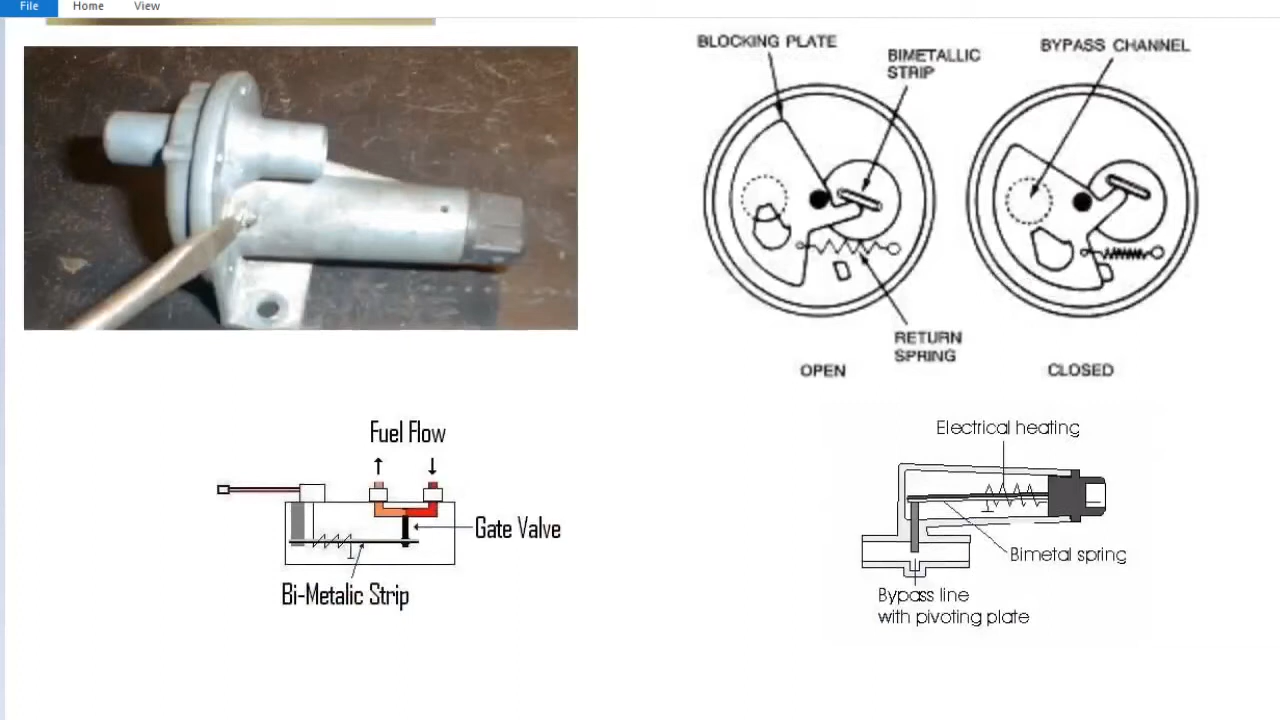 File Home View
BLOCKING PLATE
BIMETALLIC
STRIP
BYPASS CHANNEL
RETURN
SPRING
OPEN
CLOSED
Fuel Flow
Gate Valve
Bi-Metalic Strip
Electrical heating
Bimetal spring
Bypass line
with pivoting plate